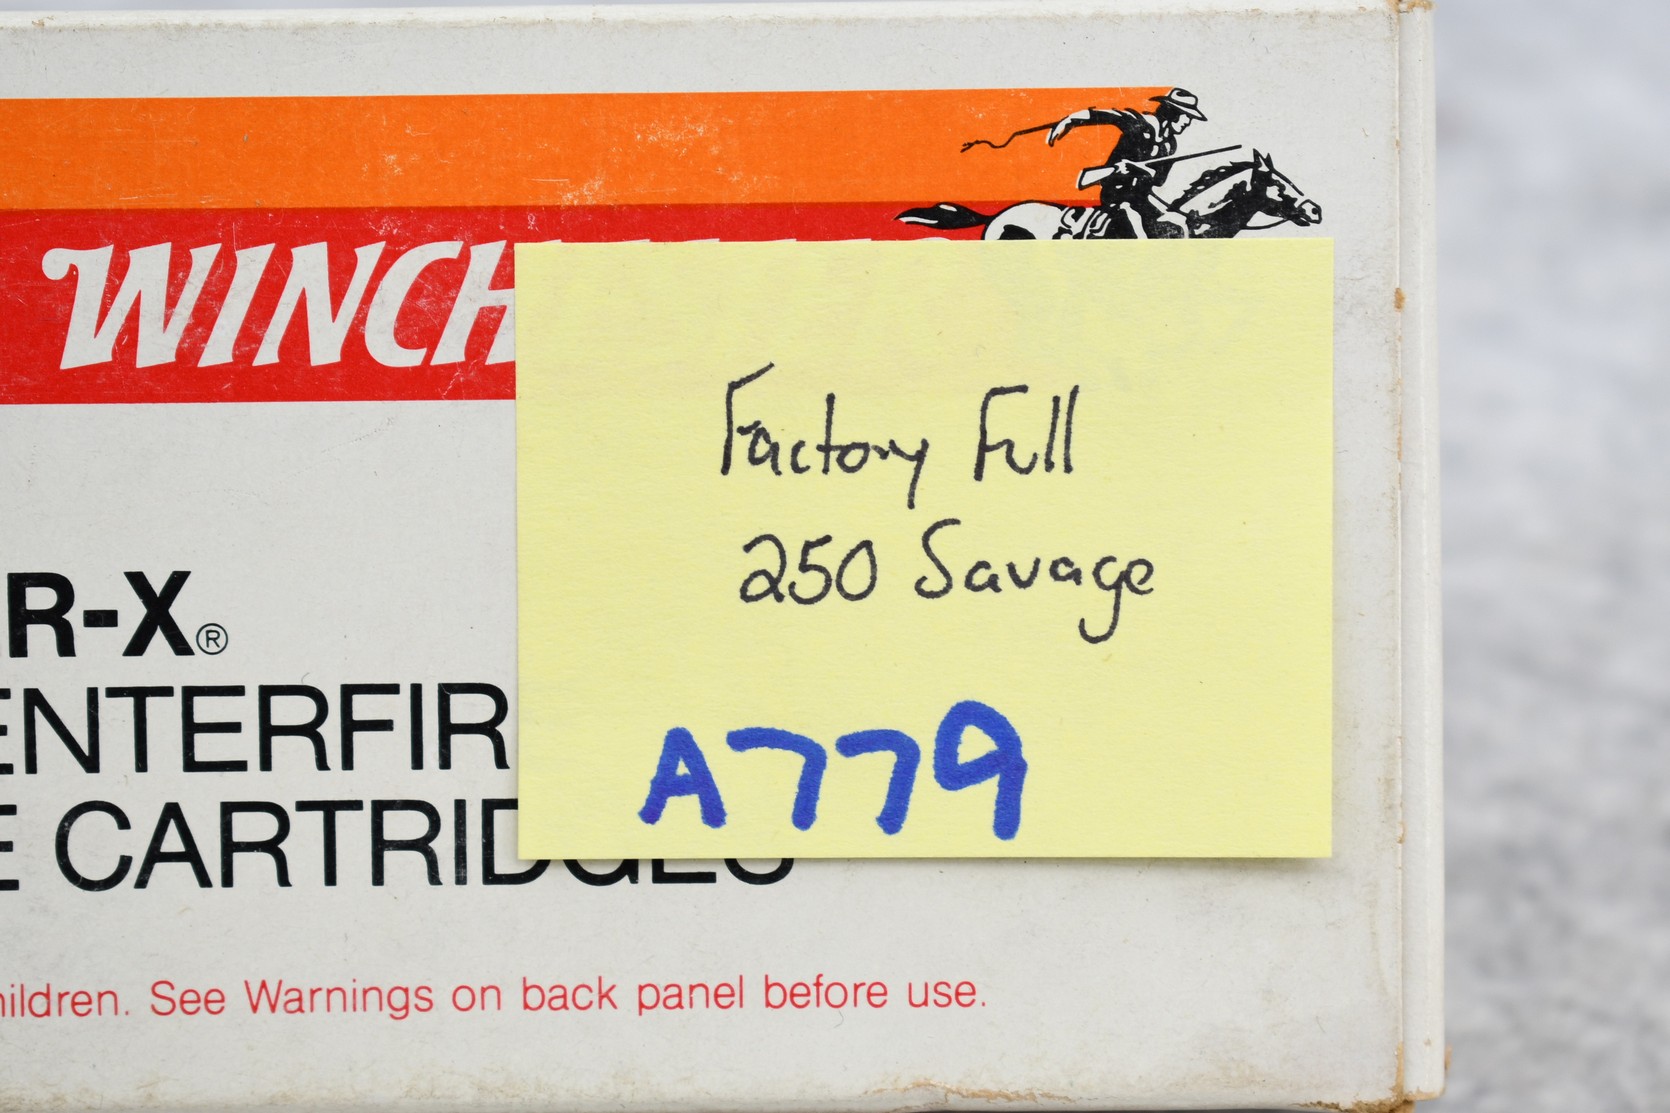 WINCH
Factory Full
250 Savage
A779
R-X®
ENTERFIR
E CARTRIDGES
hildren. See Warnings on back panel before use.